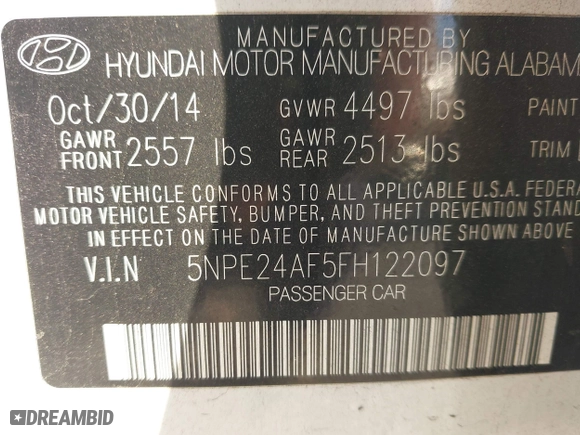 MANUFACTURED BY
HYUNDAI MOTOR MANUFACTURING ALABAM
Oct/30/14 GVWR 4497 lbs PAINT
GAWR FRONT 2557 lbs GAWR REAR 2513 lbs TRIM
THIS VEHICLE CONFORMS TO ALL APPLICABLE U.S.A. FEDERA
MOTOR VEHICLE SAFETY, BUMPER, AND THEFT PREVENTION STAND
IN EFFECT ON THE DATE OF MANUFACTURE SHOWN ABOVE
V.I.N 5NPE24AF5FH122097
PASSENGER CAR
DREAMBID